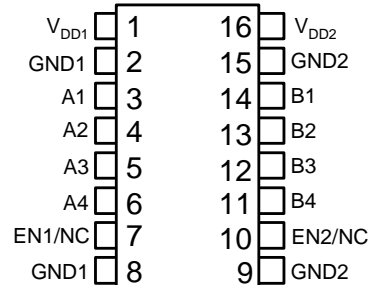 VDD1 1 16 VDD2
GND1 2 15 GND2
A1 3 14 B1
A2 4 13 B2
A3 5 12 B3
A4 6 11 B4
EN1/NC 7 10 EN2/NC
GND1 8 9 GND2